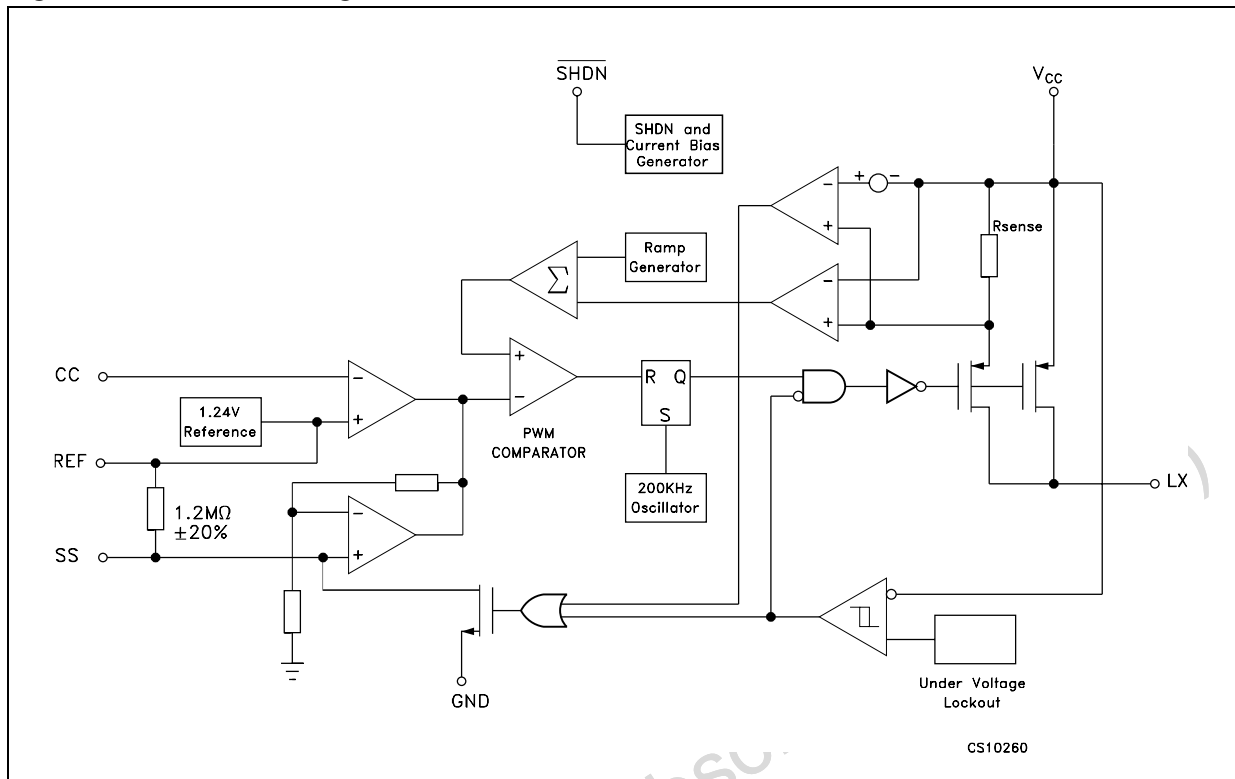 SHDN
VCC
SHDN and
Current Bias
Generator
-
+ -
+
Rsense
Ramp
Generator
Σ
-
+
+
-
PWM
COMPARATOR
R Q
S
CC
-
+
1.24V
Reference
REF
1.2MΩ
±20%
200KHz
Oscillator
LX
)
SS
-
+
GND
Under Voltage
Lockout
CS10260